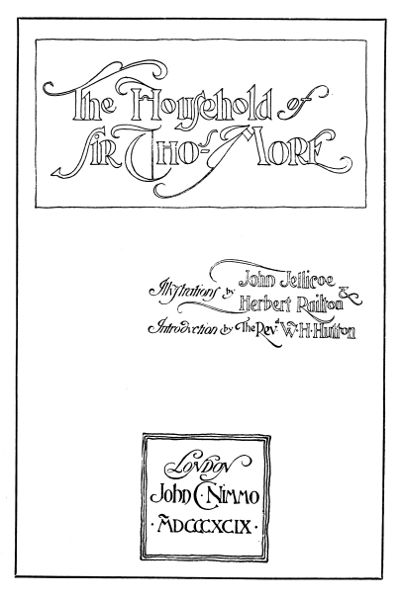 The Household of
SIR THOS MORE
Illustrations by John Jellicoe &
Herbert Railton
Introduction by The Revd W. H. Hutton
LONDON
John C. Nimmo
· MDCCCXCIX ·